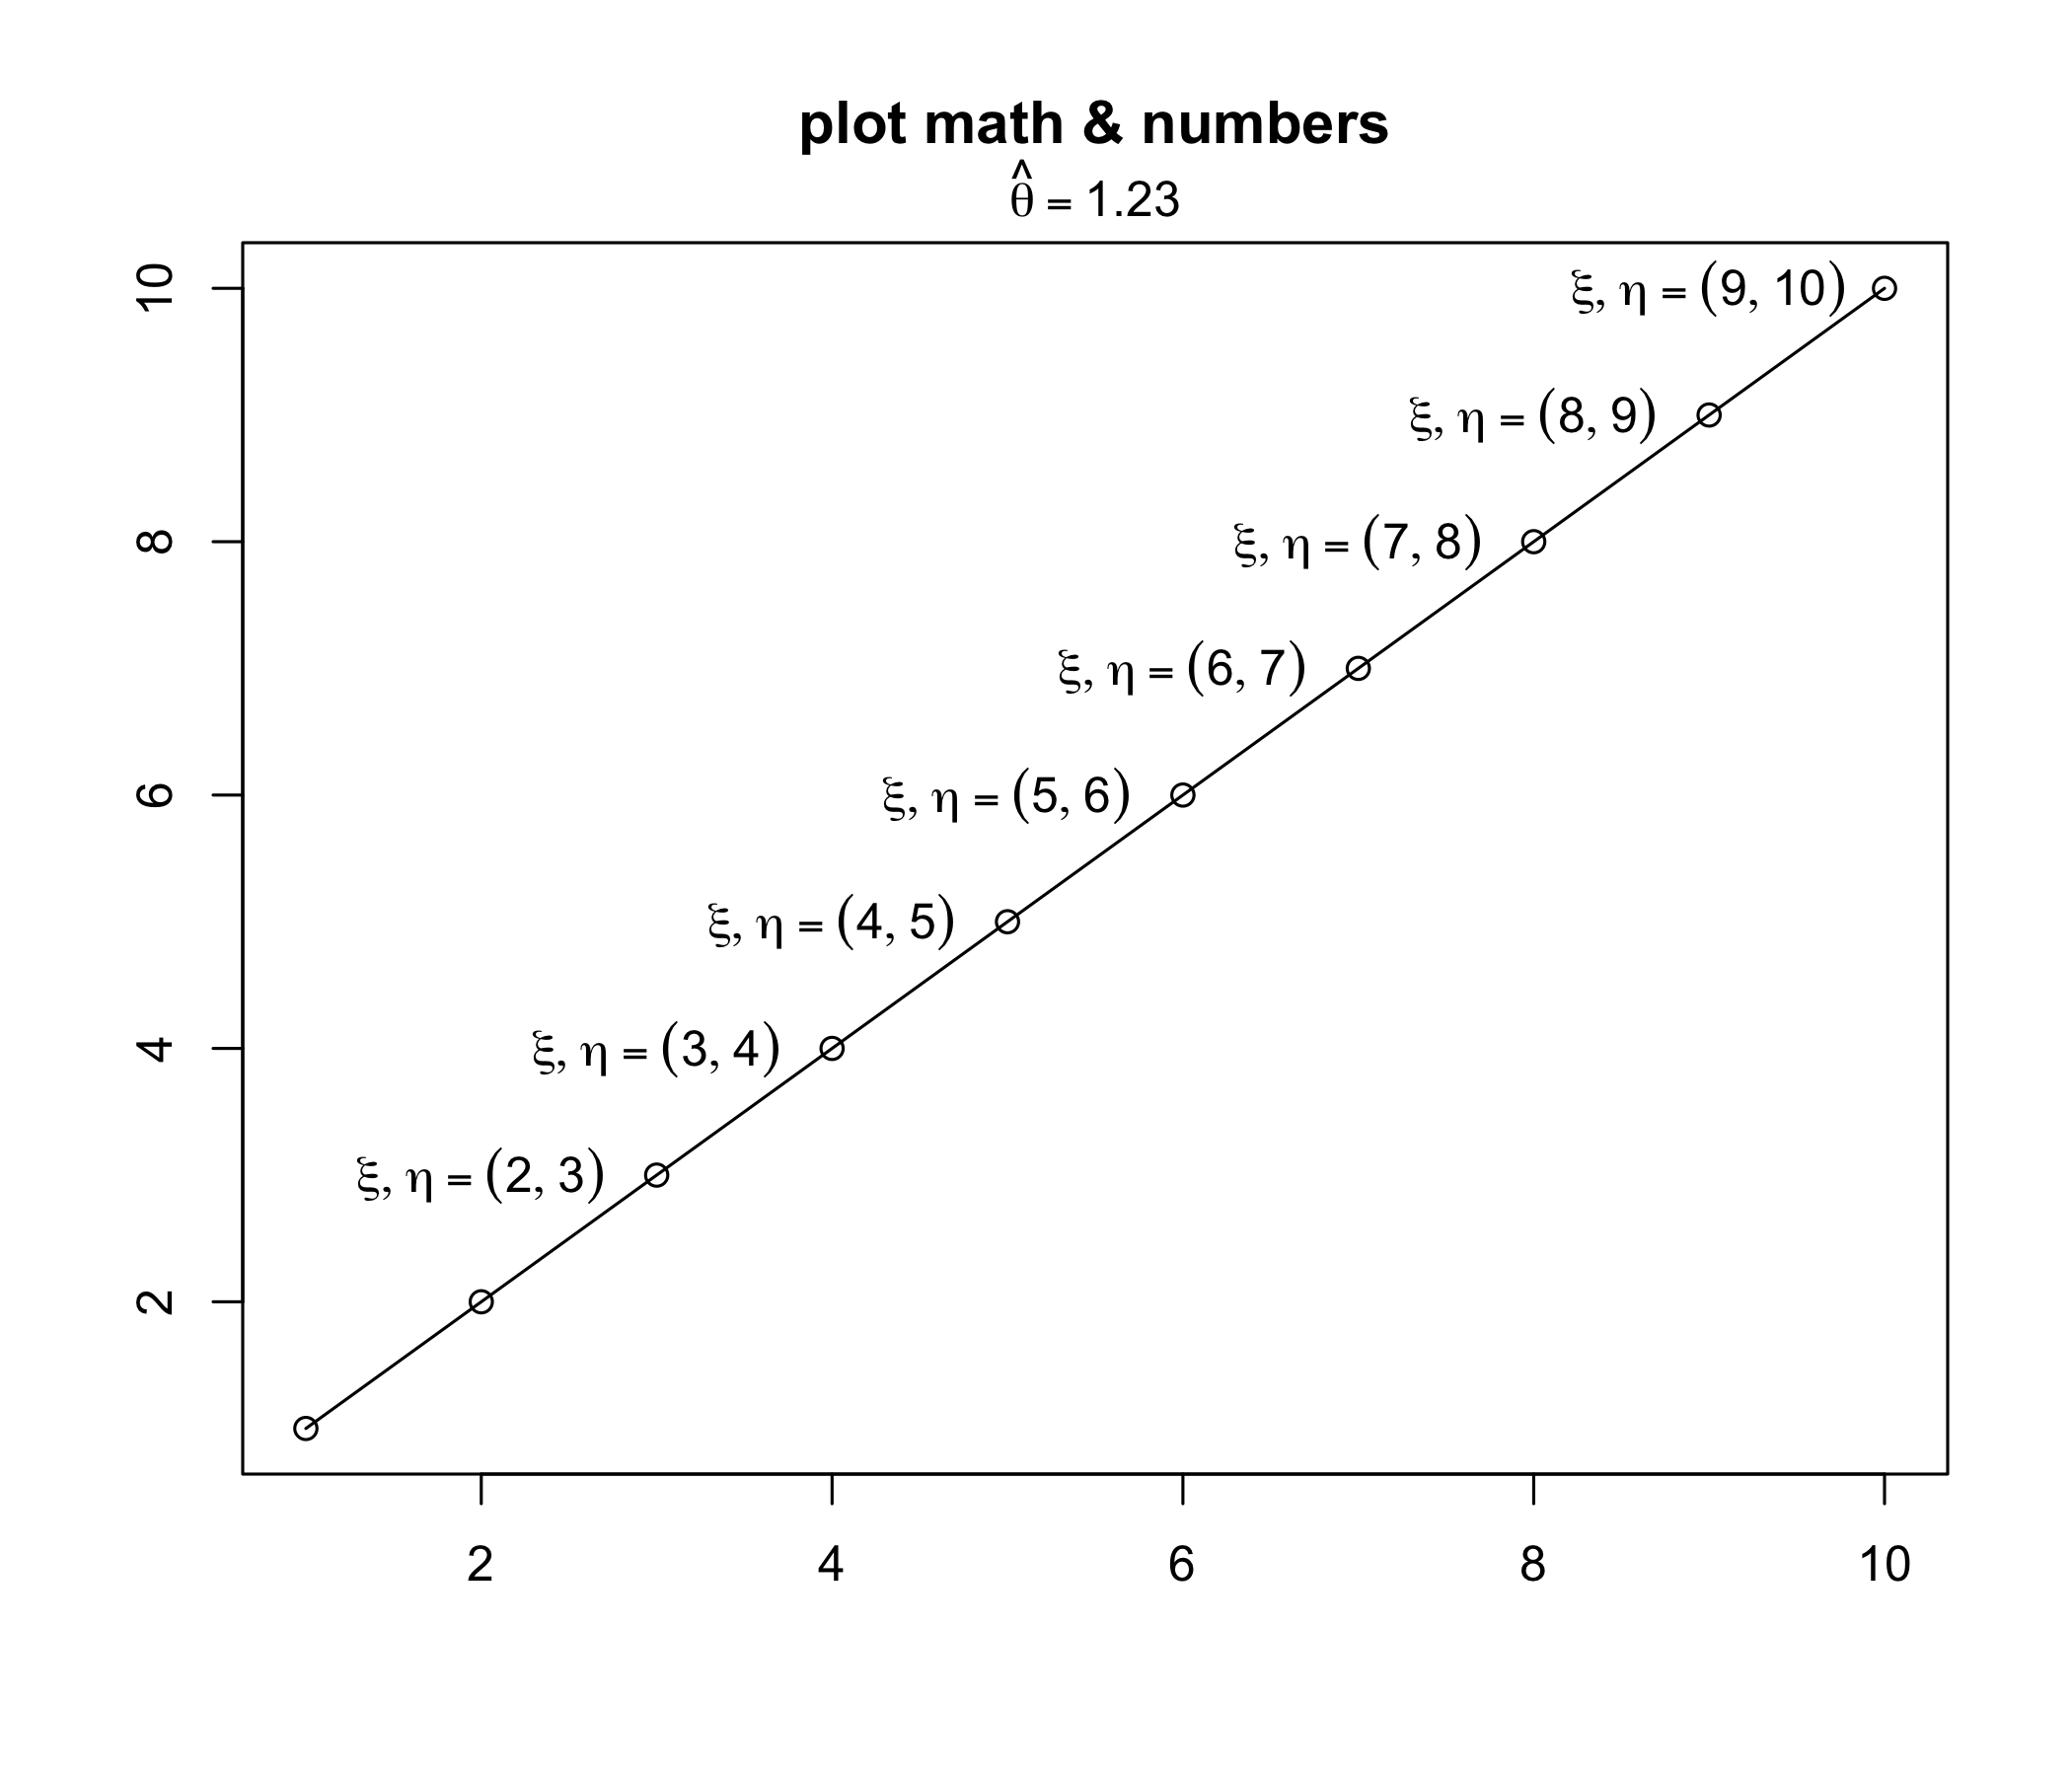 plot math & numbers
θ̂ = 1.23
10
ξ, η = (9, 10)
ξ, η = (8, 9)
8
ξ, η = (7, 8)
ξ, η = (6, 7)
6
ξ, η = (5, 6)
ξ, η = (4, 5)
4
ξ, η = (3, 4)
ξ, η = (2, 3)
2
2 4 6 8 10